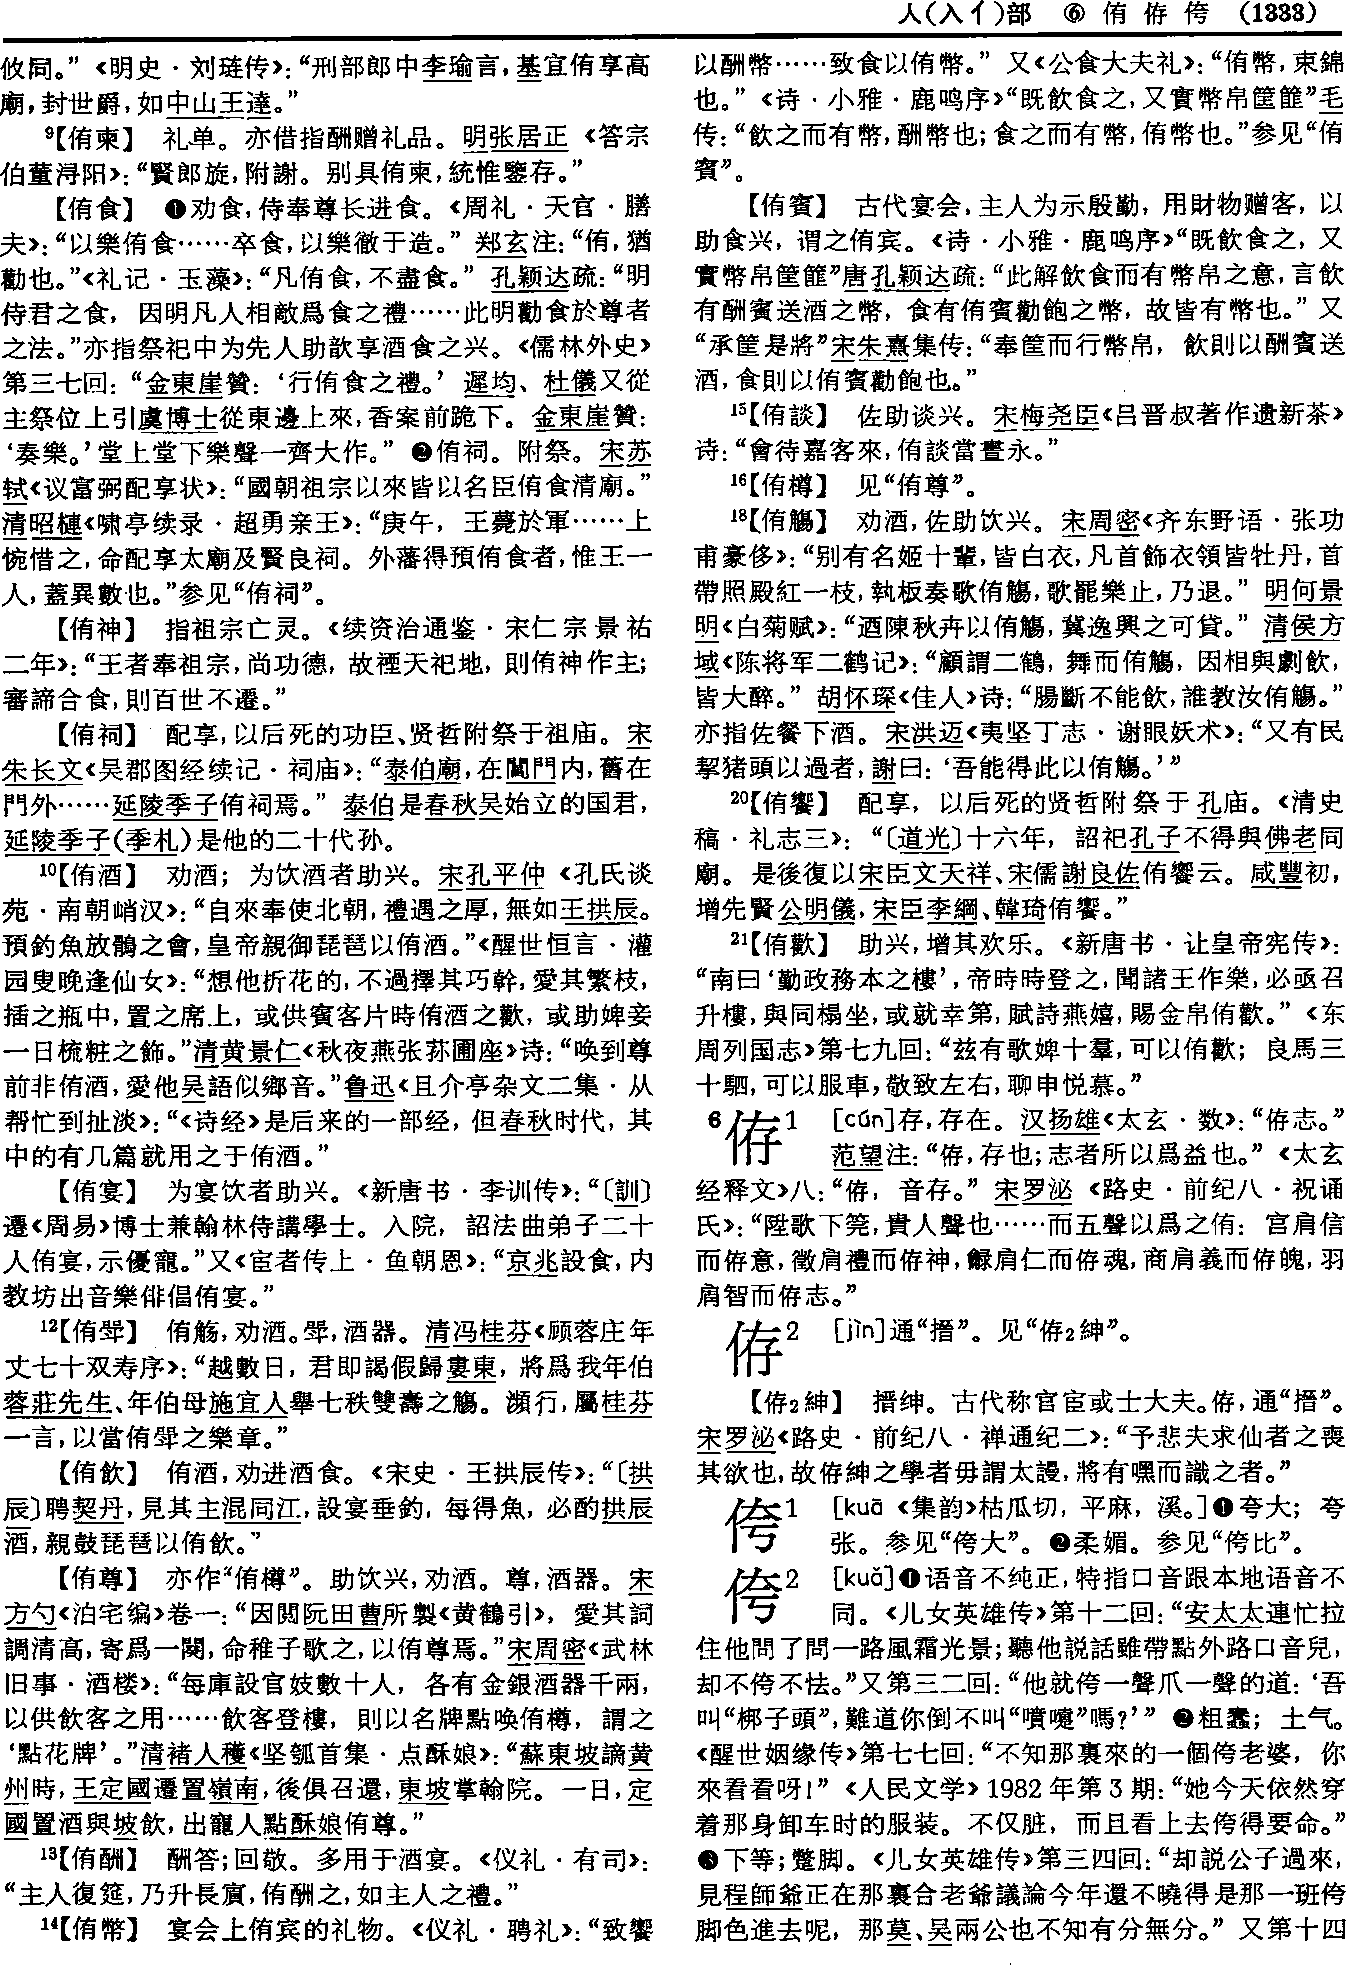 人(入亻)部 ⑥ 侑 侟 侉 (1333)
攸同。”《明史·刘琏传》：“刑部郎中李瑜言，基宜侑享高
廟，封世爵，如中山王達。”
⁹【侑柬】 礼单。亦借指酬赠礼品。明张居正《答宗
伯董浔阳》：“賢郎旋，附謝。别具侑柬，統惟鑒存。”
【侑食】 ❶劝食，侍奉尊长进食。《周礼·天官·膳
夫》：“以樂侑食……卒食，以樂徹于造。”郑玄注：“侑，猶
勸也。”《礼记·玉藻》：“凡侑食，不盡食。”孔颖达疏：“明
侍君之食，因明凡人相敵爲食之禮……此明勸食於尊者
之法。”亦指祭祀中为先人助歆享酒食之兴。《儒林外史》
第三七回：“金東崖贊：‘行侑食之禮。’遲均、杜儀又從
主祭位上引虞博士從東邊上來，香案前跪下。金東崖贊：
‘奏樂。’堂上堂下樂聲一齊大作。” ❷侑祠。附祭。宋苏
轼《议富弼配享状》：“國朝祖宗以來皆以名臣侑食清廟。”
清昭槤《啸亭续录·超勇亲王》：“庚午，王薨於軍……上
惋惜之，命配享太廟及賢良祠。外藩得預侑食者，惟王一
人，蓋異數也。”参见“侑祠”。
【侑神】 指祖宗亡灵。《续资治通鉴·宋仁宗景祐
二年》：“王者奉祖宗，尚功德，故禋天祀地，則侑神作主；
審諦合食，則百世不遷。”
【侑祠】 配享，以后死的功臣、贤哲附祭于祖庙。宋
朱长文《吴郡图经续记·祠庙》：“泰伯廟，在閶門内，舊在
門外……延陵季子侑祠焉。”泰伯是春秋吴始立的国君，
延陵季子(季札)是他的二十代孙。
¹⁰【侑酒】 劝酒；为饮酒者助兴。宋孔平仲《孔氏谈
苑·南朝峭汉》：“自來奉使北朝，禮遇之厚，無如王拱辰。
預釣魚放鶻之會，皇帝親御琵琶以侑酒。”《醒世恒言·灌
园叟晚逢仙女》：“想他折花的，不過擇其巧幹，愛其繁枝，
插之瓶中，置之席上，或供賓客片時侑酒之歡，或助婢妾
一日梳粧之飾。”清黄景仁《秋夜燕张荪圃座》诗：“唤到尊
前非侑酒，愛他吴語似鄉音。”鲁迅《且介亭杂文二集·从
帮忙到扯淡》：“《诗经》是后来的一部经，但春秋时代，其
中的有几篇就用之于侑酒。”
【侑宴】 为宴饮者助兴。《新唐书·李训传》：“〔訓〕
遷《周易》博士兼翰林侍講學士。入院，詔法曲弟子二十
人侑宴，示優寵。”又《宦者传上·鱼朝恩》：“京兆設食，内
教坊出音樂俳倡侑宴。”
¹²【侑斝】 侑觞，劝酒。斝，酒器。清冯桂芬《顾蓉庄年
丈七十双寿序》：“越數日，君即謁假歸婁東，將爲我年伯
蓉莊先生、年伯母施宜人舉七秩雙壽之觴。瀕行，屬桂芬
一言，以當侑斝之樂章。”
【侑飲】 侑酒，劝进酒食。《宋史·王拱辰传》：“〔拱
辰〕聘契丹，見其主混同江，設宴垂釣，每得魚，必酌拱辰
酒，親鼓琵琶以侑飲。”
【侑尊】 亦作“侑樽”。助饮兴，劝酒。尊，酒器。宋
方勺《泊宅编》卷一：“因閲阮田曹所製《黄鶴引》，愛其詞
調清高，寄爲一闋，命稚子歌之，以侑尊焉。”宋周密《武林
旧事·酒楼》：“每庫設官妓數十人，各有金銀酒器千兩，
以供飲客之用……飲客登樓，則以名牌點唤侑樽，謂之
‘點花牌’。”清褚人穫《坚瓠首集·点酥娘》：“蘇東坡謫黄
州時，王定國遷置嶺南，後俱召還，東坡掌翰院。一日，定
國置酒與坡飲，出寵人點酥娘侑尊。”
¹³【侑酬】 酬答；回敬。多用于酒宴。《仪礼·有司》：
“主人復筵，乃升長賓，侑酬之，如主人之禮。”
¹⁴【侑幣】 宴会上侑宾的礼物。《仪礼·聘礼》：“致饗
以酬幣……致食以侑幣。”又《公食大夫礼》：“侑幣，束錦
也。”《诗·小雅·鹿鸣序》“既飲食之，又實幣帛筐篚”毛
传：“飲之而有幣，酬幣也；食之而有幣，侑幣也。”参见“侑
賓”。
【侑賓】 古代宴会，主人为示殷勤，用財物赠客，以
助食兴，谓之侑宾。《诗·小雅·鹿鸣序》“既飲食之，又
實幣帛筐篚”唐孔颖达疏：“此解飲食而有幣帛之意，言飲
有酬賓送酒之幣，食有侑賓勸飽之幣，故皆有幣也。”又
“承筐是將”宋朱熹集传：“奉筐而行幣帛，飲則以酬賓送
酒，食則以侑賓勸飽也。”
¹⁵【侑談】 佐助谈兴。宋梅尧臣《吕晋叔著作遗新茶》
诗：“會待嘉客來，侑談當晝永。”
¹⁶【侑樽】 见“侑尊”。
¹⁸【侑觴】 劝酒，佐助饮兴。宋周密《齐东野语·张功
甫豪侈》：“别有名姬十輩，皆白衣，凡首飾衣領皆牡丹，首
帶照殿紅一枝，執板奏歌侑觴，歌罷樂止，乃退。”明何景
明《白菊赋》：“迺陳秋卉以侑觴，冀逸興之可貸。”清侯方
域《陈将军二鹤记》：“顧謂二鶴，舞而侑觴，因相與劇飲，
皆大醉。”胡怀琛《佳人》诗：“腸斷不能飲，誰教汝侑觴。”
亦指佐餐下酒。宋洪迈《夷坚丁志·谢眼妖术》：“又有民
挈猪頭以過者，謝曰：‘吾能得此以侑觴。’”
²⁰【侑饗】 配享，以后死的贤哲附祭于孔庙。《清史
稿·礼志三》：“〔道光〕十六年，詔祀孔子不得與佛老同
廟。是後復以宋臣文天祥、宋儒謝良佐侑饗云。咸豐初，
增先賢公明儀，宋臣李綱、韓琦侑饗。”
²¹【侑歡】 助兴，增其欢乐。《新唐书·让皇帝宪传》：
“南曰‘勤政務本之樓’，帝時時登之，聞諸王作樂，必亟召
升樓，與同榻坐，或就幸第，賦詩燕嬉，賜金帛侑歡。”《东
周列国志》第七九回：“兹有歌婢十羣，可以侑歡；良馬三
十駟，可以服車，敬致左右，聊申悦慕。”
⁶侟₁ [cún]存，存在。汉扬雄《太玄·数》：“侟志。”
范望注：“侟，存也；志者所以爲益也。”《太玄
经释文》八：“侟，音存。”宋罗泌《路史·前纪八·祝诵
氏》：“陞歌下筦，貴人聲也……而五聲以爲之侑：宫肩信
而侟意，徵肩禮而侟神，䚩肩仁而侟魂，商肩義而侟魄，羽
肩智而侟志。”
侟₂ [jìn]通“搢”。见“侟₂紳”。
【侟₂紳】 搢绅。古代称官宦或士大夫。侟，通“搢”。
宋罗泌《路史·前纪八·禅通纪二》：“予悲夫求仙者之喪
其欲也，故侟紳之學者毋謂太謾，將有嘿而識之者。”
侉₁ [kuā 《集韵》枯瓜切，平麻，溪。]❶夸大；夸
张。参见“侉大”。❷柔媚。参见“侉比”。
侉₂ [kuǎ]❶语音不纯正，特指口音跟本地语音不
同。《儿女英雄传》第十二回：“安太太連忙拉
住他問了問一路風霜光景；聽他説話雖帶點外路口音兒，
却不侉不怯。”又第三二回：“他就侉一聲爪一聲的道：‘吾
叫“梆子頭”，難道你倒不叫“噴嚏”嗎？’” ❷粗蠢；土气。
《醒世姻缘传》第七七回：“不知那裏來的一個侉老婆，你
來看看呀！”《人民文学》1982年第3期：“她今天依然穿
着那身卸车时的服装。不仅脏，而且看上去侉得要命。”
❸下等；蹩脚。《儿女英雄传》第三四回：“却説公子過來，
見程師爺正在那裏合老爺議論今年還不曉得是那一班侉
脚色進去呢，那莫、吴兩公也不知有分無分。”又第十四